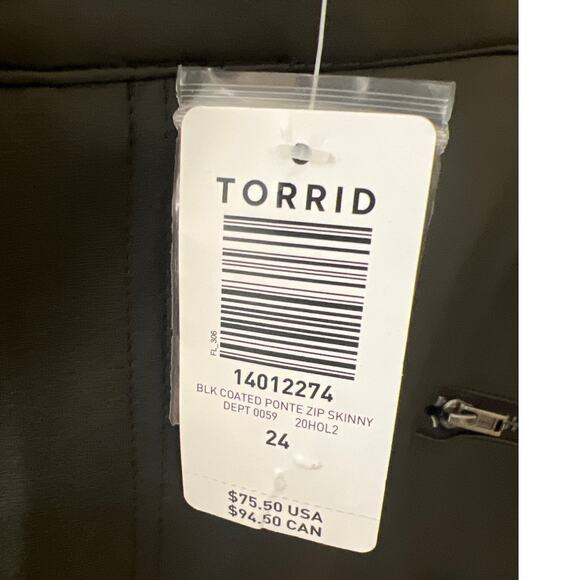 TORRID
FL_306
14012274
BLK COATED PONTE ZIP SKINNY
DEPT 0059 20HOL2
24
$75.50 USA
$94.50 CAN